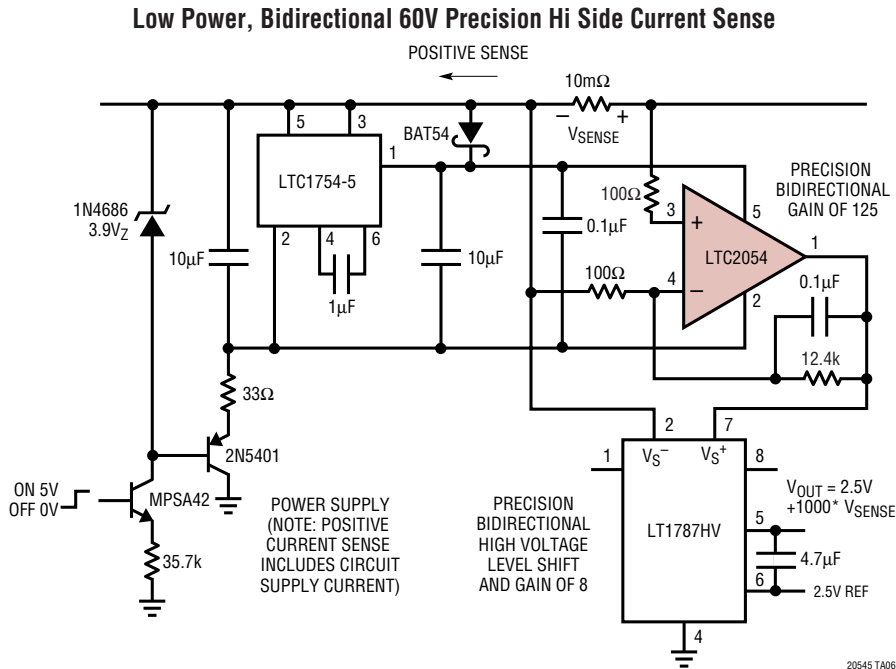 Low Power, Bidirectional 60V Precision Hi Side Current Sense
POSITIVE SENSE
10mΩ
– +
VSENSE
BAT54
5
3
LTC1754-5
1
2
4
6
1µF
1N4686
3.9VZ
10µF
10µF
0.1µF
100Ω
100Ω
3
+
4
–
5
LTC2054
1
2
PRECISION
BIDIRECTIONAL
GAIN OF 125
0.1µF
12.4k
33Ω
2N5401
ON 5V
OFF 0V
MPSA42
35.7k
POWER SUPPLY
(NOTE: POSITIVE
CURRENT SENSE
INCLUDES CIRCUIT
SUPPLY CURRENT)
PRECISION
BIDIRECTIONAL
HIGH VOLTAGE
LEVEL SHIFT
AND GAIN OF 8
2
7
1
VS–
VS+
8
LT1787HV
VOUT = 2.5V
+1000* VSENSE
5
4.7µF
6
2.5V REF
4
20545 TA06